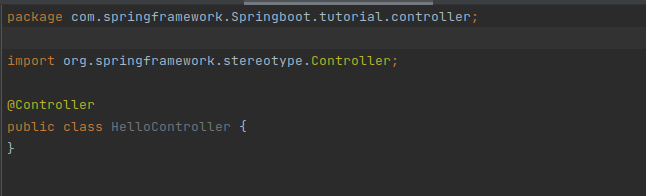 package com.springframework.Springboot.tutorial.controller;
import org.springframework.stereotype.Controller;
@Controller
public class HelloController {
}